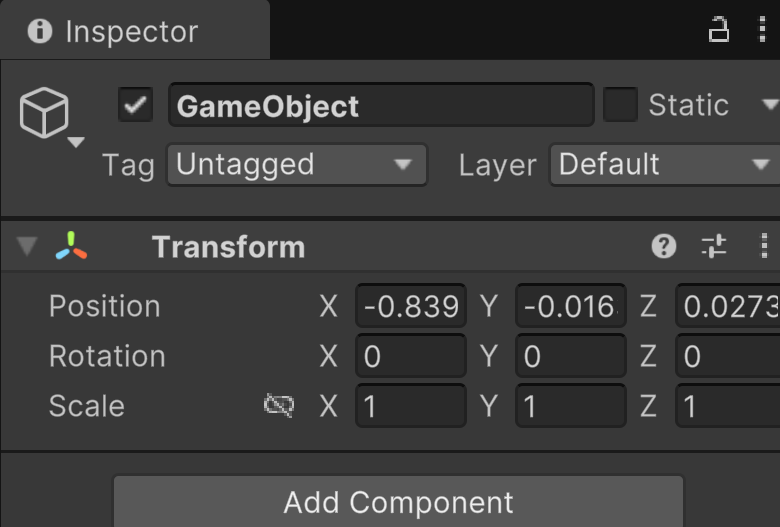 Inspector
GameObject Static
Tag Untagged Layer Default
Transform
Position X -0.839 Y -0.016 Z 0.0273
Rotation X 0 Y 0 Z 0
Scale X 1 Y 1 Z 1
Add Component